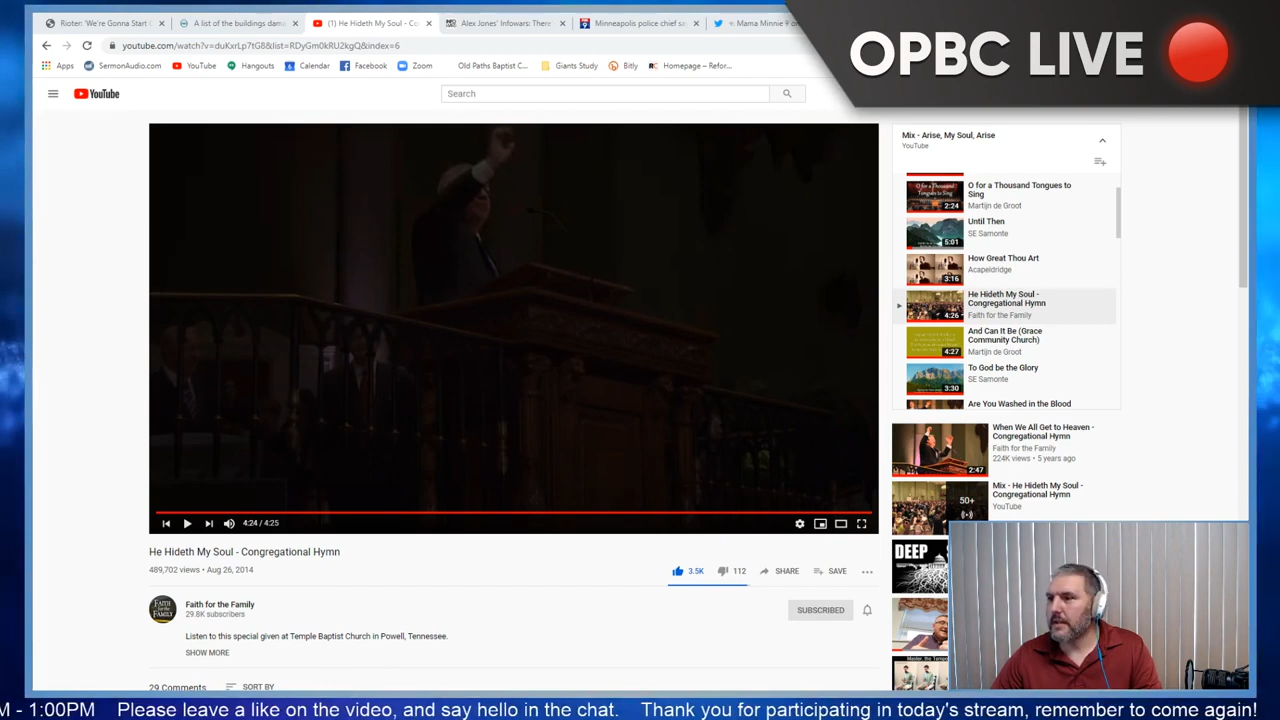 Rioter: 'We're Gonna Start C
A list of the buildings dama
(1) He Hideth My Soul - Co
Alex Jones' Infowars: There'
Minneapolis police chief sa
Mama Minnie 9 o
youtube.com/watch?v=duKxrLp7tG8&list=RDyGm0kRU2kgQ&index=6
Apps
SermonAudio.com
YouTube
Hangouts
Calendar
Facebook
Zoom
Old Paths Baptist C...
Giants Study
Bitly
Homepage – Refor...
OPBC LIVE
YouTube
Search
Mix - Arise, My Soul, Arise
YouTube
O for a Thousand Tongues to
Sing
Martijn de Groot
2:24
Until Then
SE Samonte
5:01
How Great Thou Art
Acapeldridge
3:16
He Hideth My Soul -
Congregational Hymn
Faith for the Family
4:26
And Can It Be (Grace
Community Church)
Martijn de Groot
4:27
To God be the Glory
SE Samonte
3:30
Are You Washed in the Blood
When We All Get to Heaven -
Congregational Hymn
Faith for the Family
224K views • 5 years ago
2:47
Mix - He Hideth My Soul -
Congregational Hymn
YouTube
50+
DEEP S
4:24 / 4:25
He Hideth My Soul - Congregational Hymn
489,702 views • Aug 26, 2014
3.5K
112
SHARE
SAVE
Faith for the Family
29.8K subscribers
SUBSCRIBED
Listen to this special given at Temple Baptist Church in Powell, Tennessee.
SHOW MORE
29 Comments
SORT BY
M - 1:00PM Please leave a like on the video, and say hello in the chat. Thank you for participating in today's stream, remember to come again!